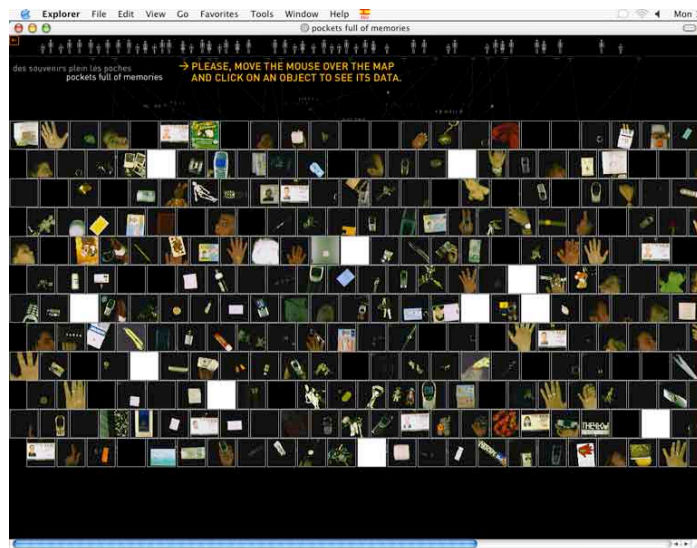 Explorer File Edit View Go Favorites Tools Window Help Mon
pockets full of memories
des souvenirs plein les poches
pockets full of memories
→ PLEASE, MOVE THE MOUSE OVER THE MAP
AND CLICK ON AN OBJECT TO SEE ITS DATA.